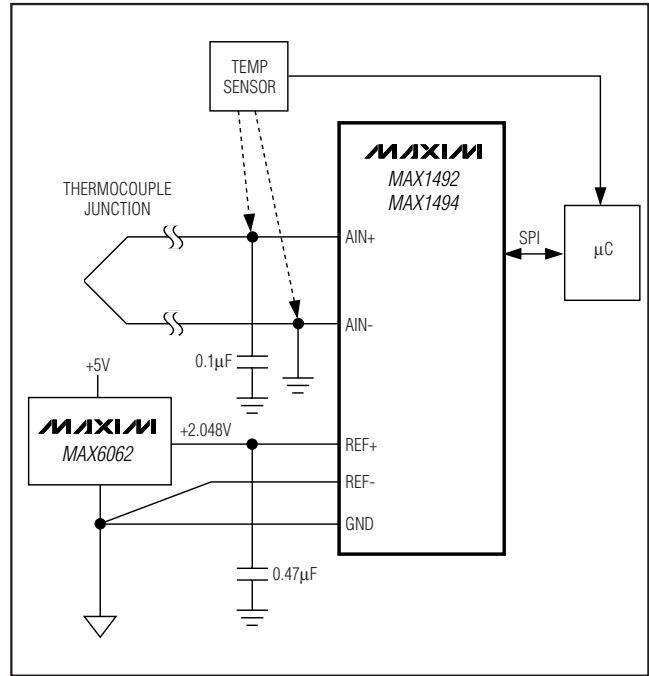 TEMP
SENSOR
MAXIM
MAX1492
MAX1494
THERMOCOUPLE
JUNCTION
AIN+
SPI
µC
AIN-
0.1µF
+5V
MAXIM
MAX6062
+2.048V
REF+
REF-
GND
0.47µF